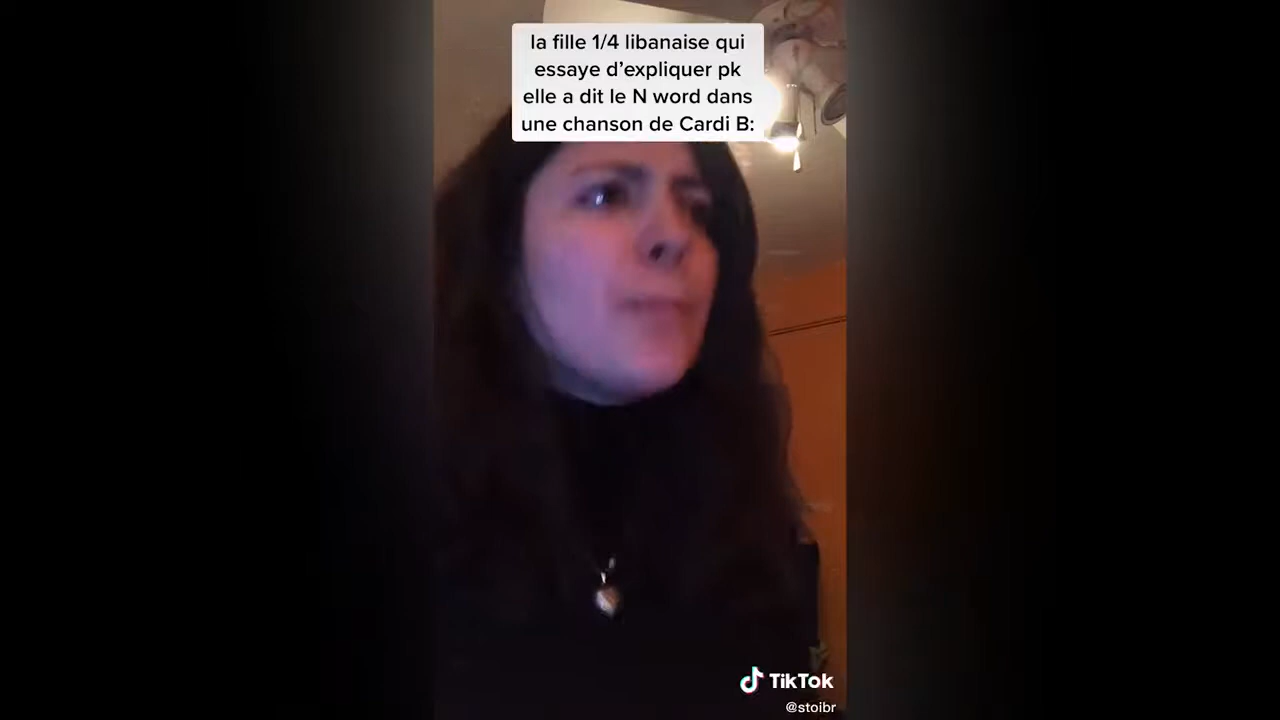 la fille 1/4 libanaise qui
essaye d’expliquer pk
elle a dit le N word dans
une chanson de Cardi B:
TikTok
@stoibr